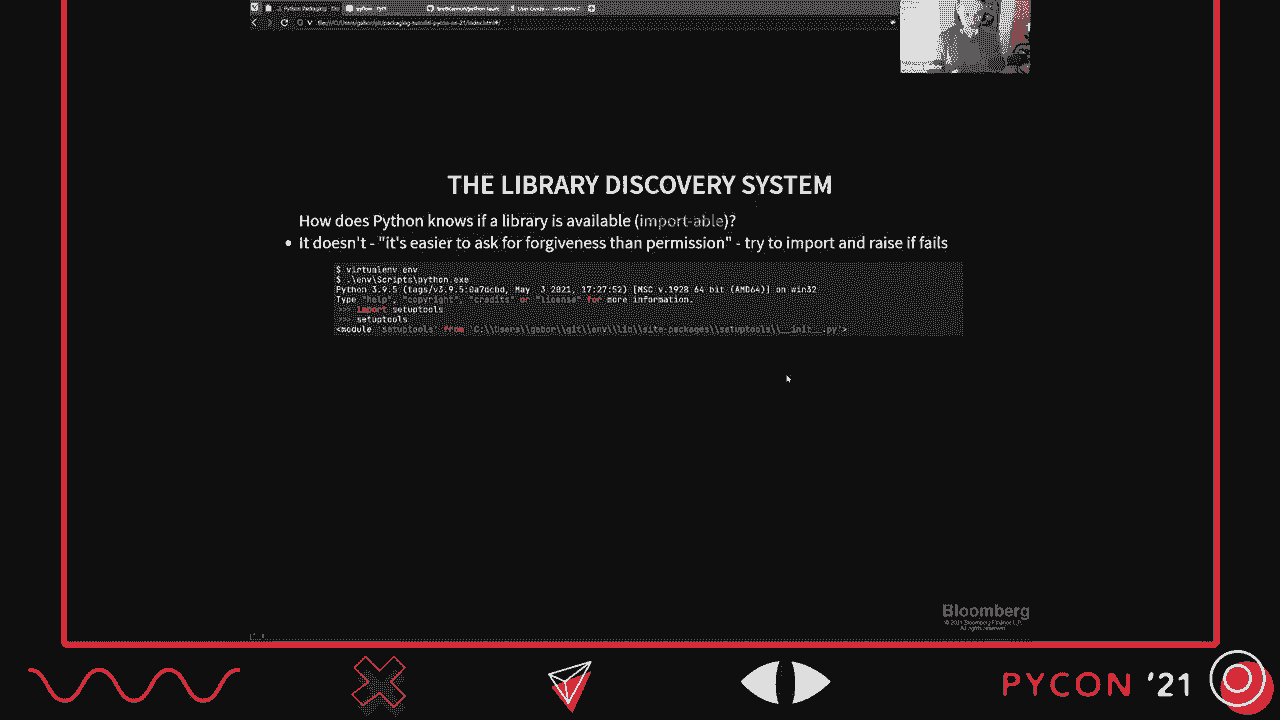 Python Packaging
THE LIBRARY DISCOVERY SYSTEM
How does Python knows if a library is available (import-able)?
• It doesn't - "it's easier to ask for forgiveness than permission" - try to import and raise if fails
$ virtualenv env
$ .\env\Scripts\python.exe
Python 3.9.5 (tags/v3.9.5:0a7dcbd, May  3 2021, 17:27:52) [MSC v.1928 64 bit (AMD64)] on win32
Type "help", "copyright", "credits" or "license" for more information.
>>> import setuptools
>>> setuptools
<module 'setuptools' from 'C:\\Users\\gabor\\git\\env\\lib\\site-packages\\setuptools\\__init__.py'>
Bloomberg
© 2021 Bloomberg Finance L.P.
All rights reserved.
PYCON '21